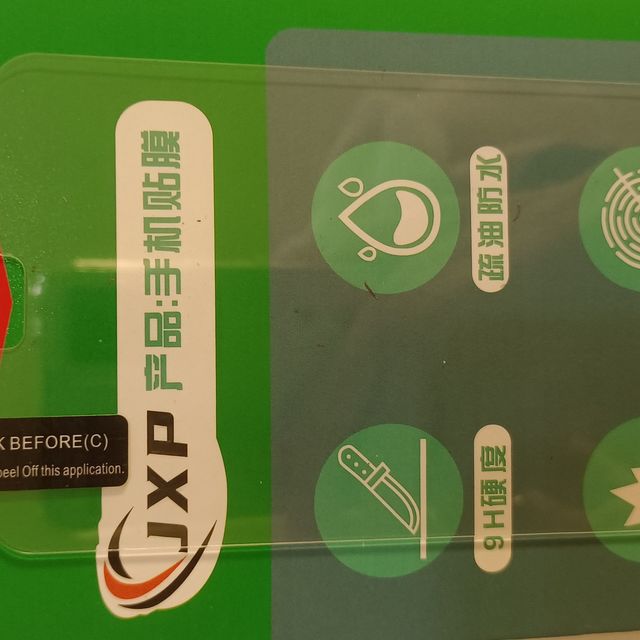 JXP 产品:手机贴膜
疏油防水
9H硬度
K BEFORE(C)
peel Off this application.